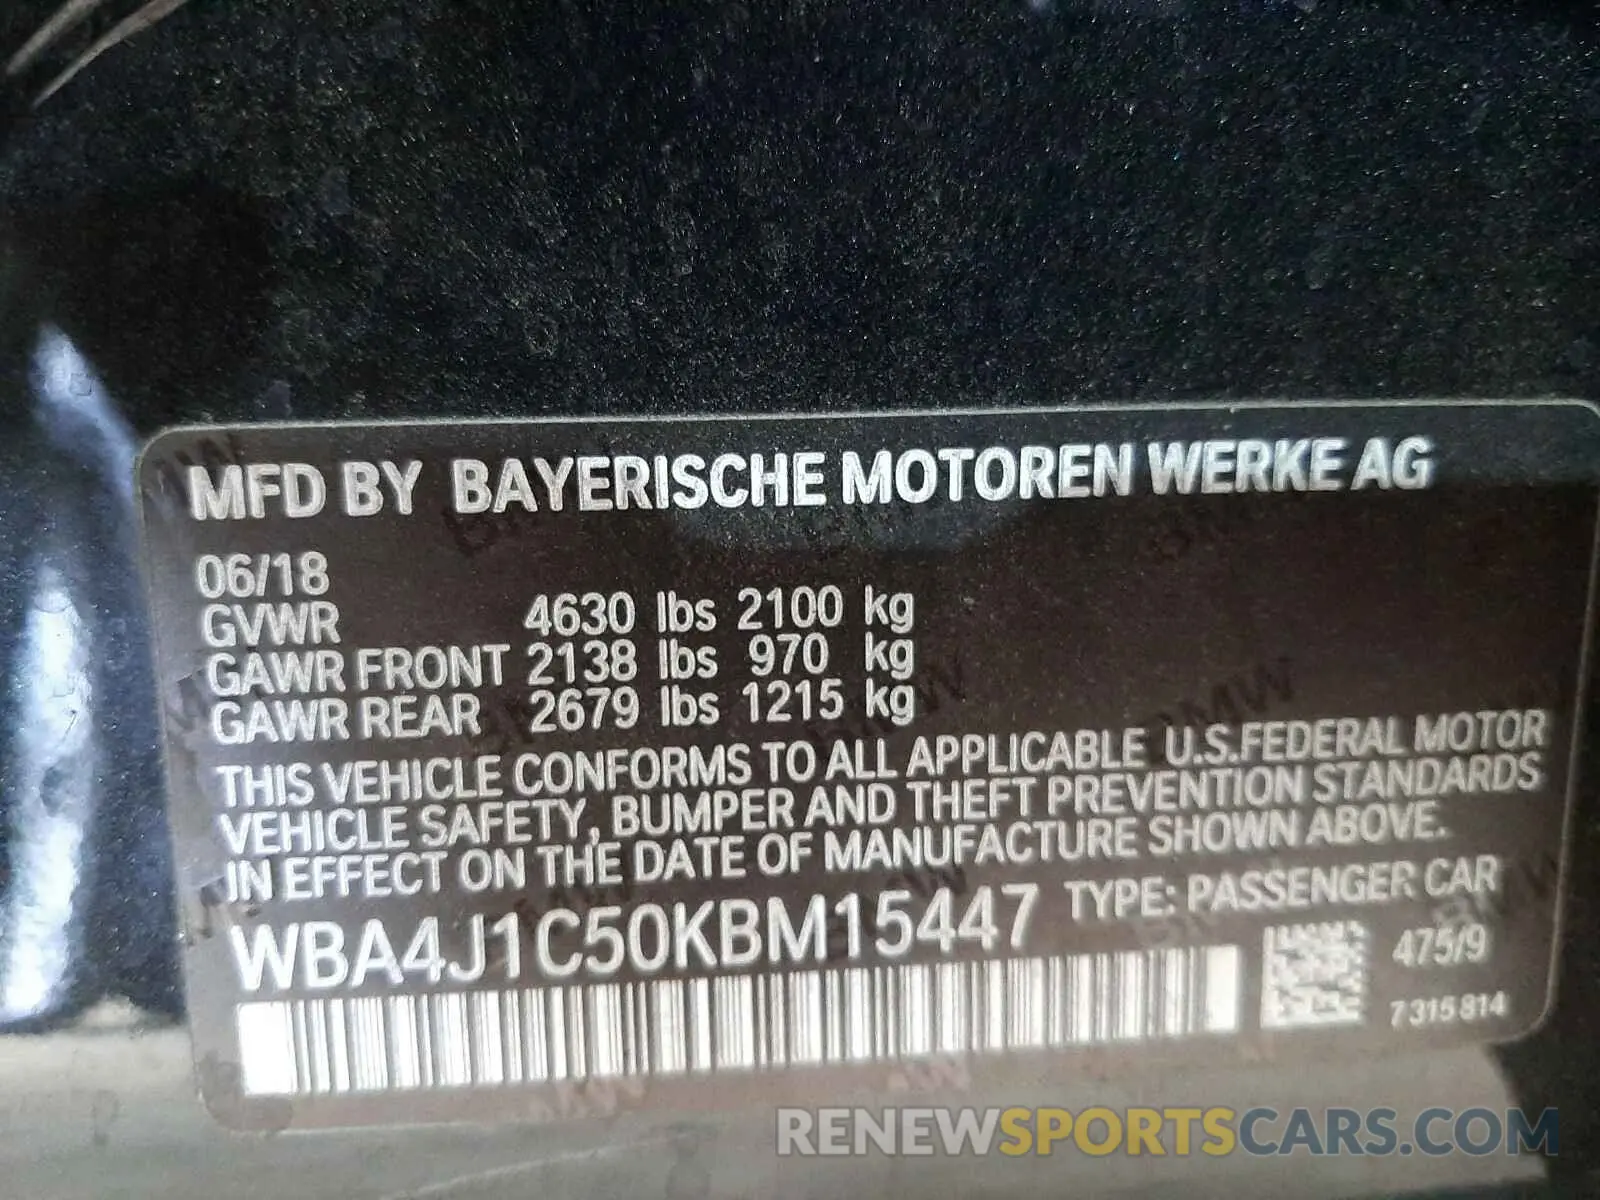 MFD BY BAYERISCHE MOTOREN WERKE AG
06/18
GVWR 4630 lbs 2100 kg
GAWR FRONT 2138 lbs 970 kg
GAWR REAR 2679 lbs 1215 kg
THIS VEHICLE CONFORMS TO ALL APPLICABLE U.S.FEDERAL MOTOR
VEHICLE SAFETY, BUMPER AND THEFT PREVENTION STANDARDS
IN EFFECT ON THE DATE OF MANUFACTURE SHOWN ABOVE.
WBA4J1C50KBM15447 TYPE: PASSENGER CAR
475/9
7 315 814
RENEWSPORTSCARS.COM